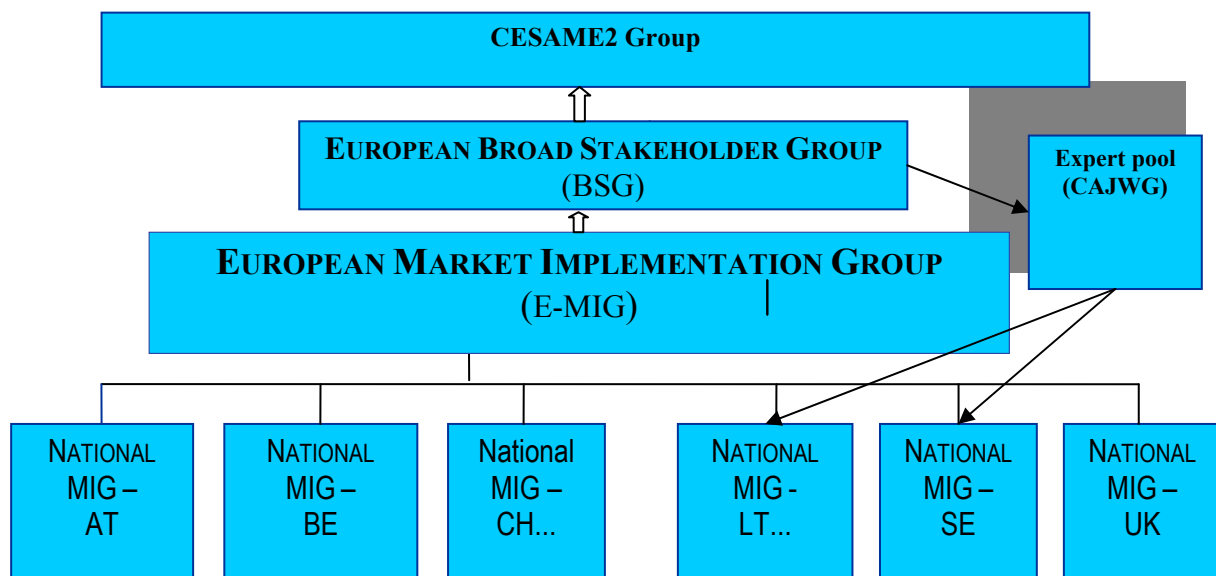 CESAME2 Group
EUROPEAN BROAD STAKEHOLDER GROUP
(BSG)
Expert pool
(CAJWG)
EUROPEAN MARKET IMPLEMENTATION GROUP
(E-MIG)
NATIONAL
MIG –
AT
NATIONAL
MIG –
BE
National
MIG –
CH...
NATIONAL
MIG -
LT...
NATIONAL
MIG –
SE
NATIONAL
MIG –
UK